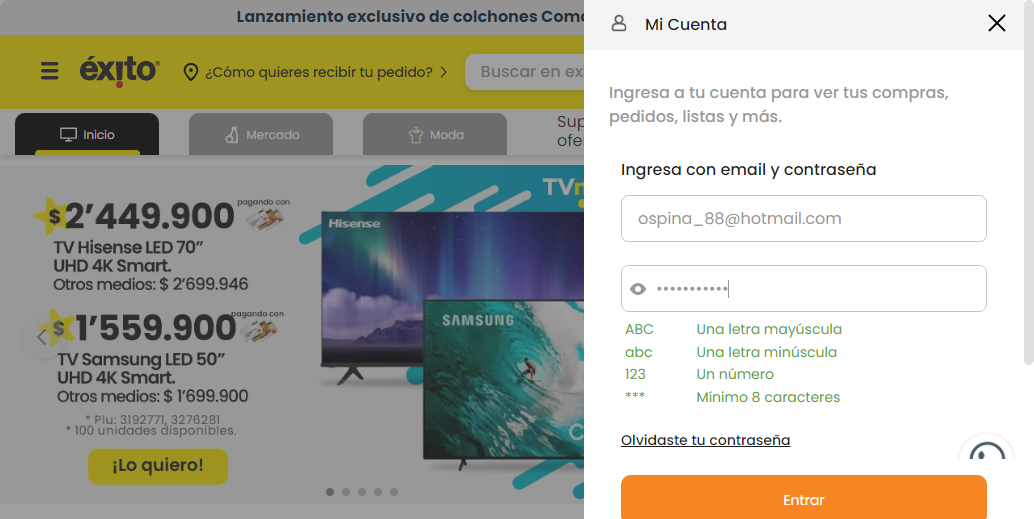 Lanzamiento exclusivo de colchones Como
éxito
¿Cómo quieres recibir tu pedido?
Buscar en
Inicio
Mercado
Moda
$2’449.900
pagando con
TV Hisense LED 70”
UHD 4K Smart.
Otros medios: $ 2’699.946
$1’559.900
pagando con
TV Samsung LED 50”
UHD 4K Smart.
Otros medios: $ 1’699.900
* Plu: 3192771, 3276281
* 100 unidades disponibles.
¡Lo quiero!
TV
Hisense
SAMSUNG
Mi Cuenta
Ingresa a tu cuenta para ver tus compras,
pedidos, listas y más.
Ingresa con email y contraseña
ospina_88@hotmail.com
•••••••••••
ABC Una letra mayúscula
abc Una letra minúscula
123 Un número
*** Mínimo 8 caracteres
Olvidaste tu contraseña
Entrar